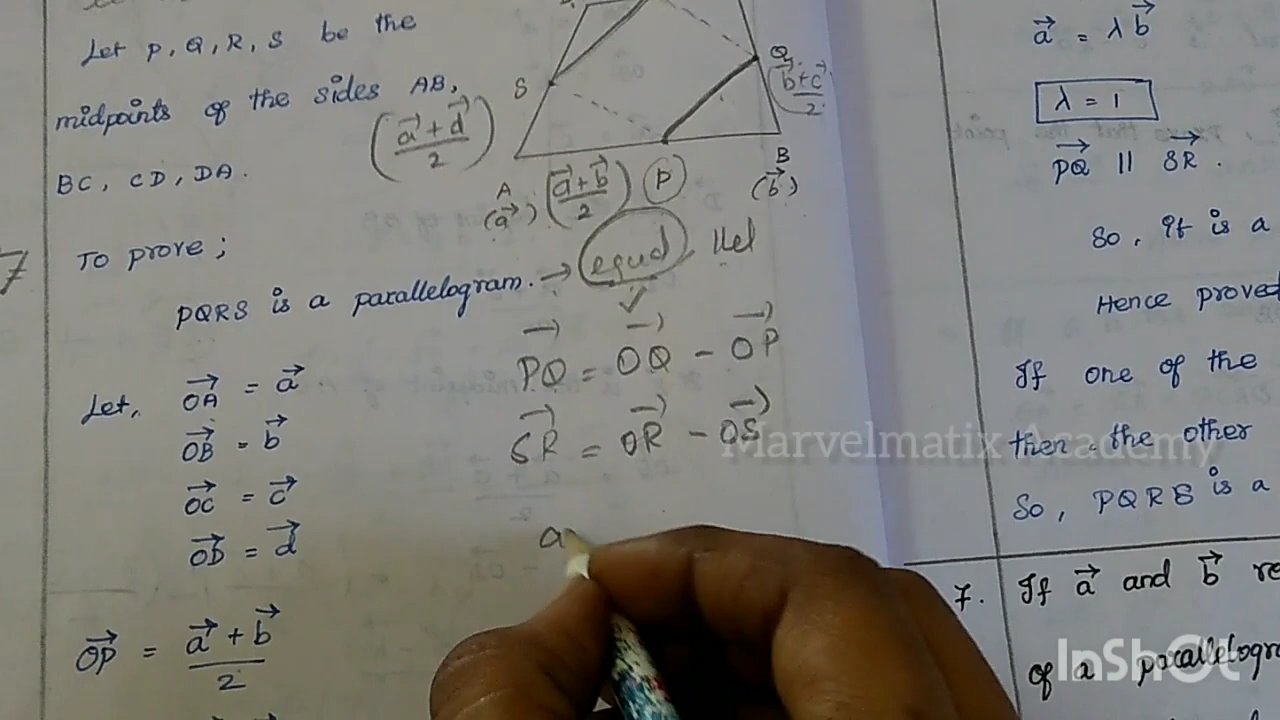 Let P, Q, R, S be the
midpoints of the sides AB,
BC, CD, DA.
To prove ;
PQRS is a parallelogram. → equal, llel
Let, OA→ = a→
OB→ = b→
OC→ = c→
OD→ = d→
OP→ = (a→ + b→)/2
S
(a→ + d→)/2
Q
(b→ + c→)/2
A
(a→)
(a→ + b→)/2
P
B
(b→)
PQ→ = OQ→ - OP→
SR→ = OR→ - OS→
a
7
a→ = λ b→
λ = 1
PQ→ || SR→ .
So, it is a
Hence proved
If one of the
then the other
So, PQRS is a
7. If a→ and b→ re
of a parallelogra
Marvelmatix Academy
InShOt